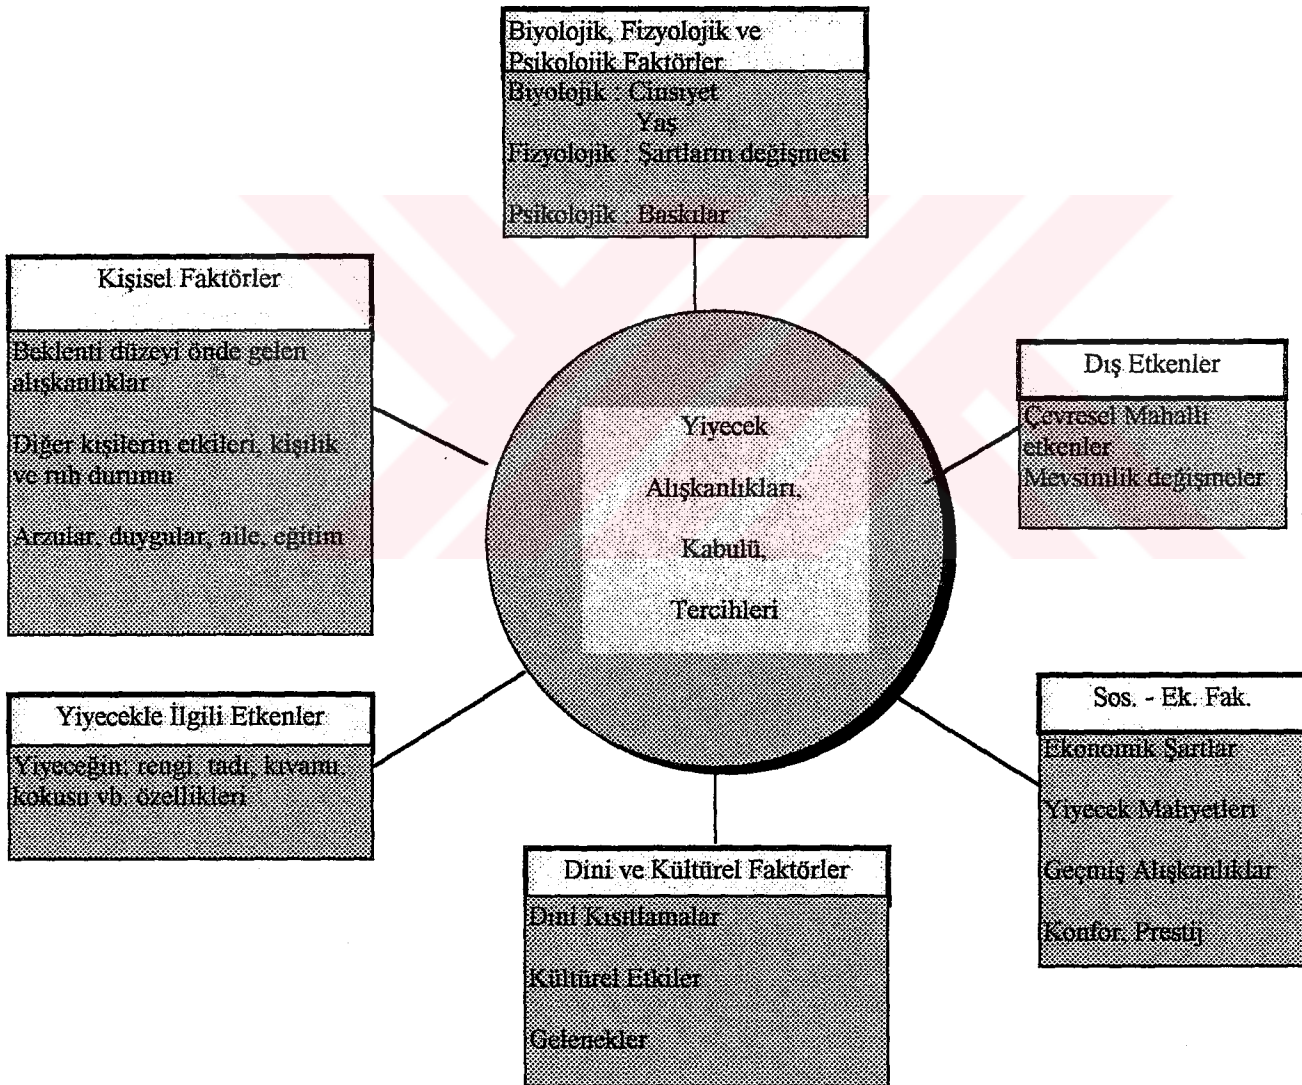 Biyolojik, Fizyolojik ve
Psikolojik Faktörler
Biyolojik : Cinsiyet
Yaş
Fizyolojik : Şartların değişmesi
Psikolojik : Baskılar
Kişisel Faktörler
Beklenti düzeyi önde gelen
alışkanlıklar
Diğer kişilerin etkileri, kişilik
ve ruh durumu
Arzular, duygular, aile, eğitim
Dış Etkenler
Çevresel Mahalli
etkenler
Mevsimlik değişmeler
Yiyecek
Alışkanlıkları,
Kabulü,
Tercihleri
Yiyecekle İlgili Etkenler
Yiyeceğin, rengi, tadı, kıvamı,
kokusu vb. özellikleri
Sos. - Ek. Fak.
Ekonomik Şartlar
Yiyecek Maliyetleri
Geçmiş Alışkanlıklar
Konfor, Prestij
Dini ve Kültürel Faktörler
Dini Kısıtlamalar
Kültürel Etkiler
Gelenekler